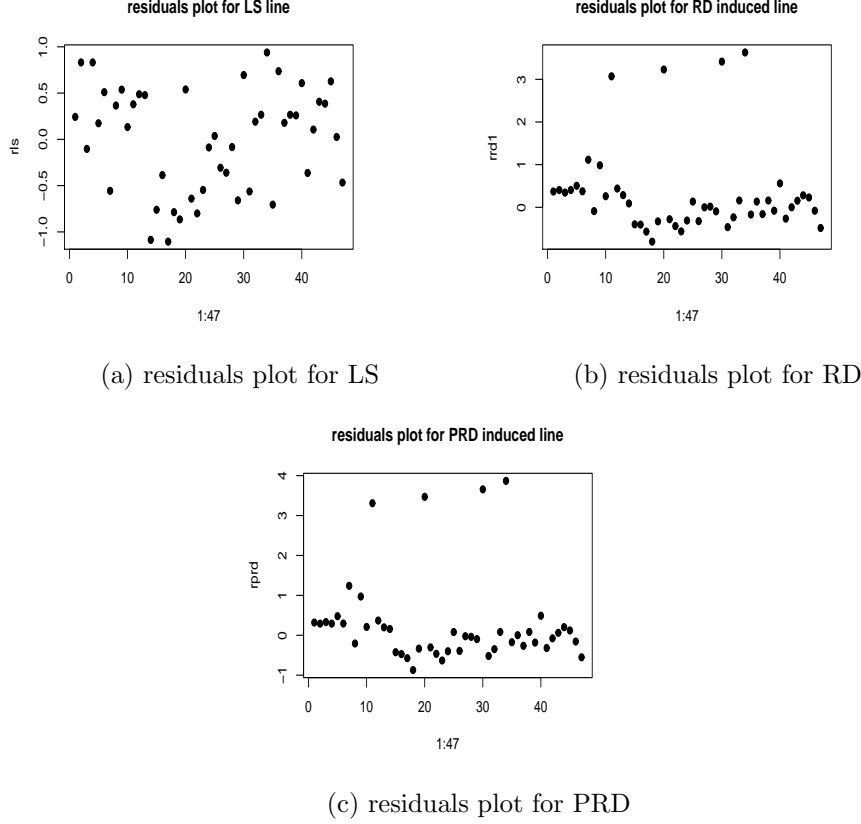 residuals plot for LS line
rls
1.0
0.5
0.0
−0.5
−1.0
0 10 20 30 40
1:47
(a) residuals plot for LS
residuals plot for RD induced line
rrd1
3
2
1
0
0 10 20 30 40
1:47
(b) residuals plot for RD
residuals plot for PRD induced line
rprd
4
3
2
1
0
−1
0 10 20 30 40
1:47
(c) residuals plot for PRD